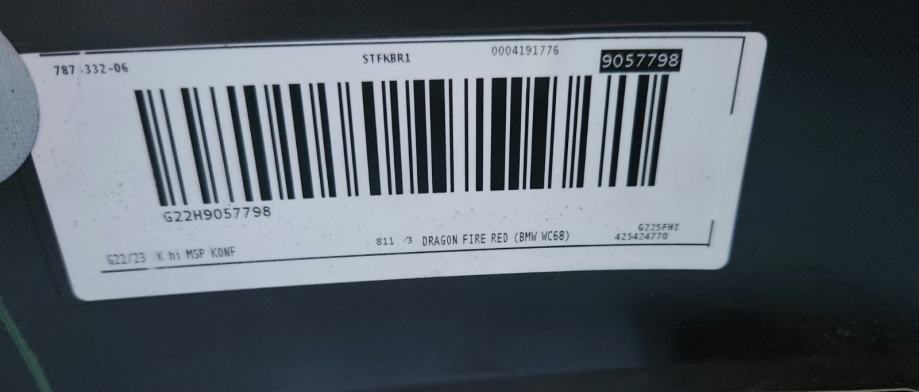 787 332-06 STFKBR1 0004191776 9057798
G22H9057798
G22/23 K hi MSP KONF 811 /3 DRAGON FIRE RED (BMW WC68) G22SFHI
425424770